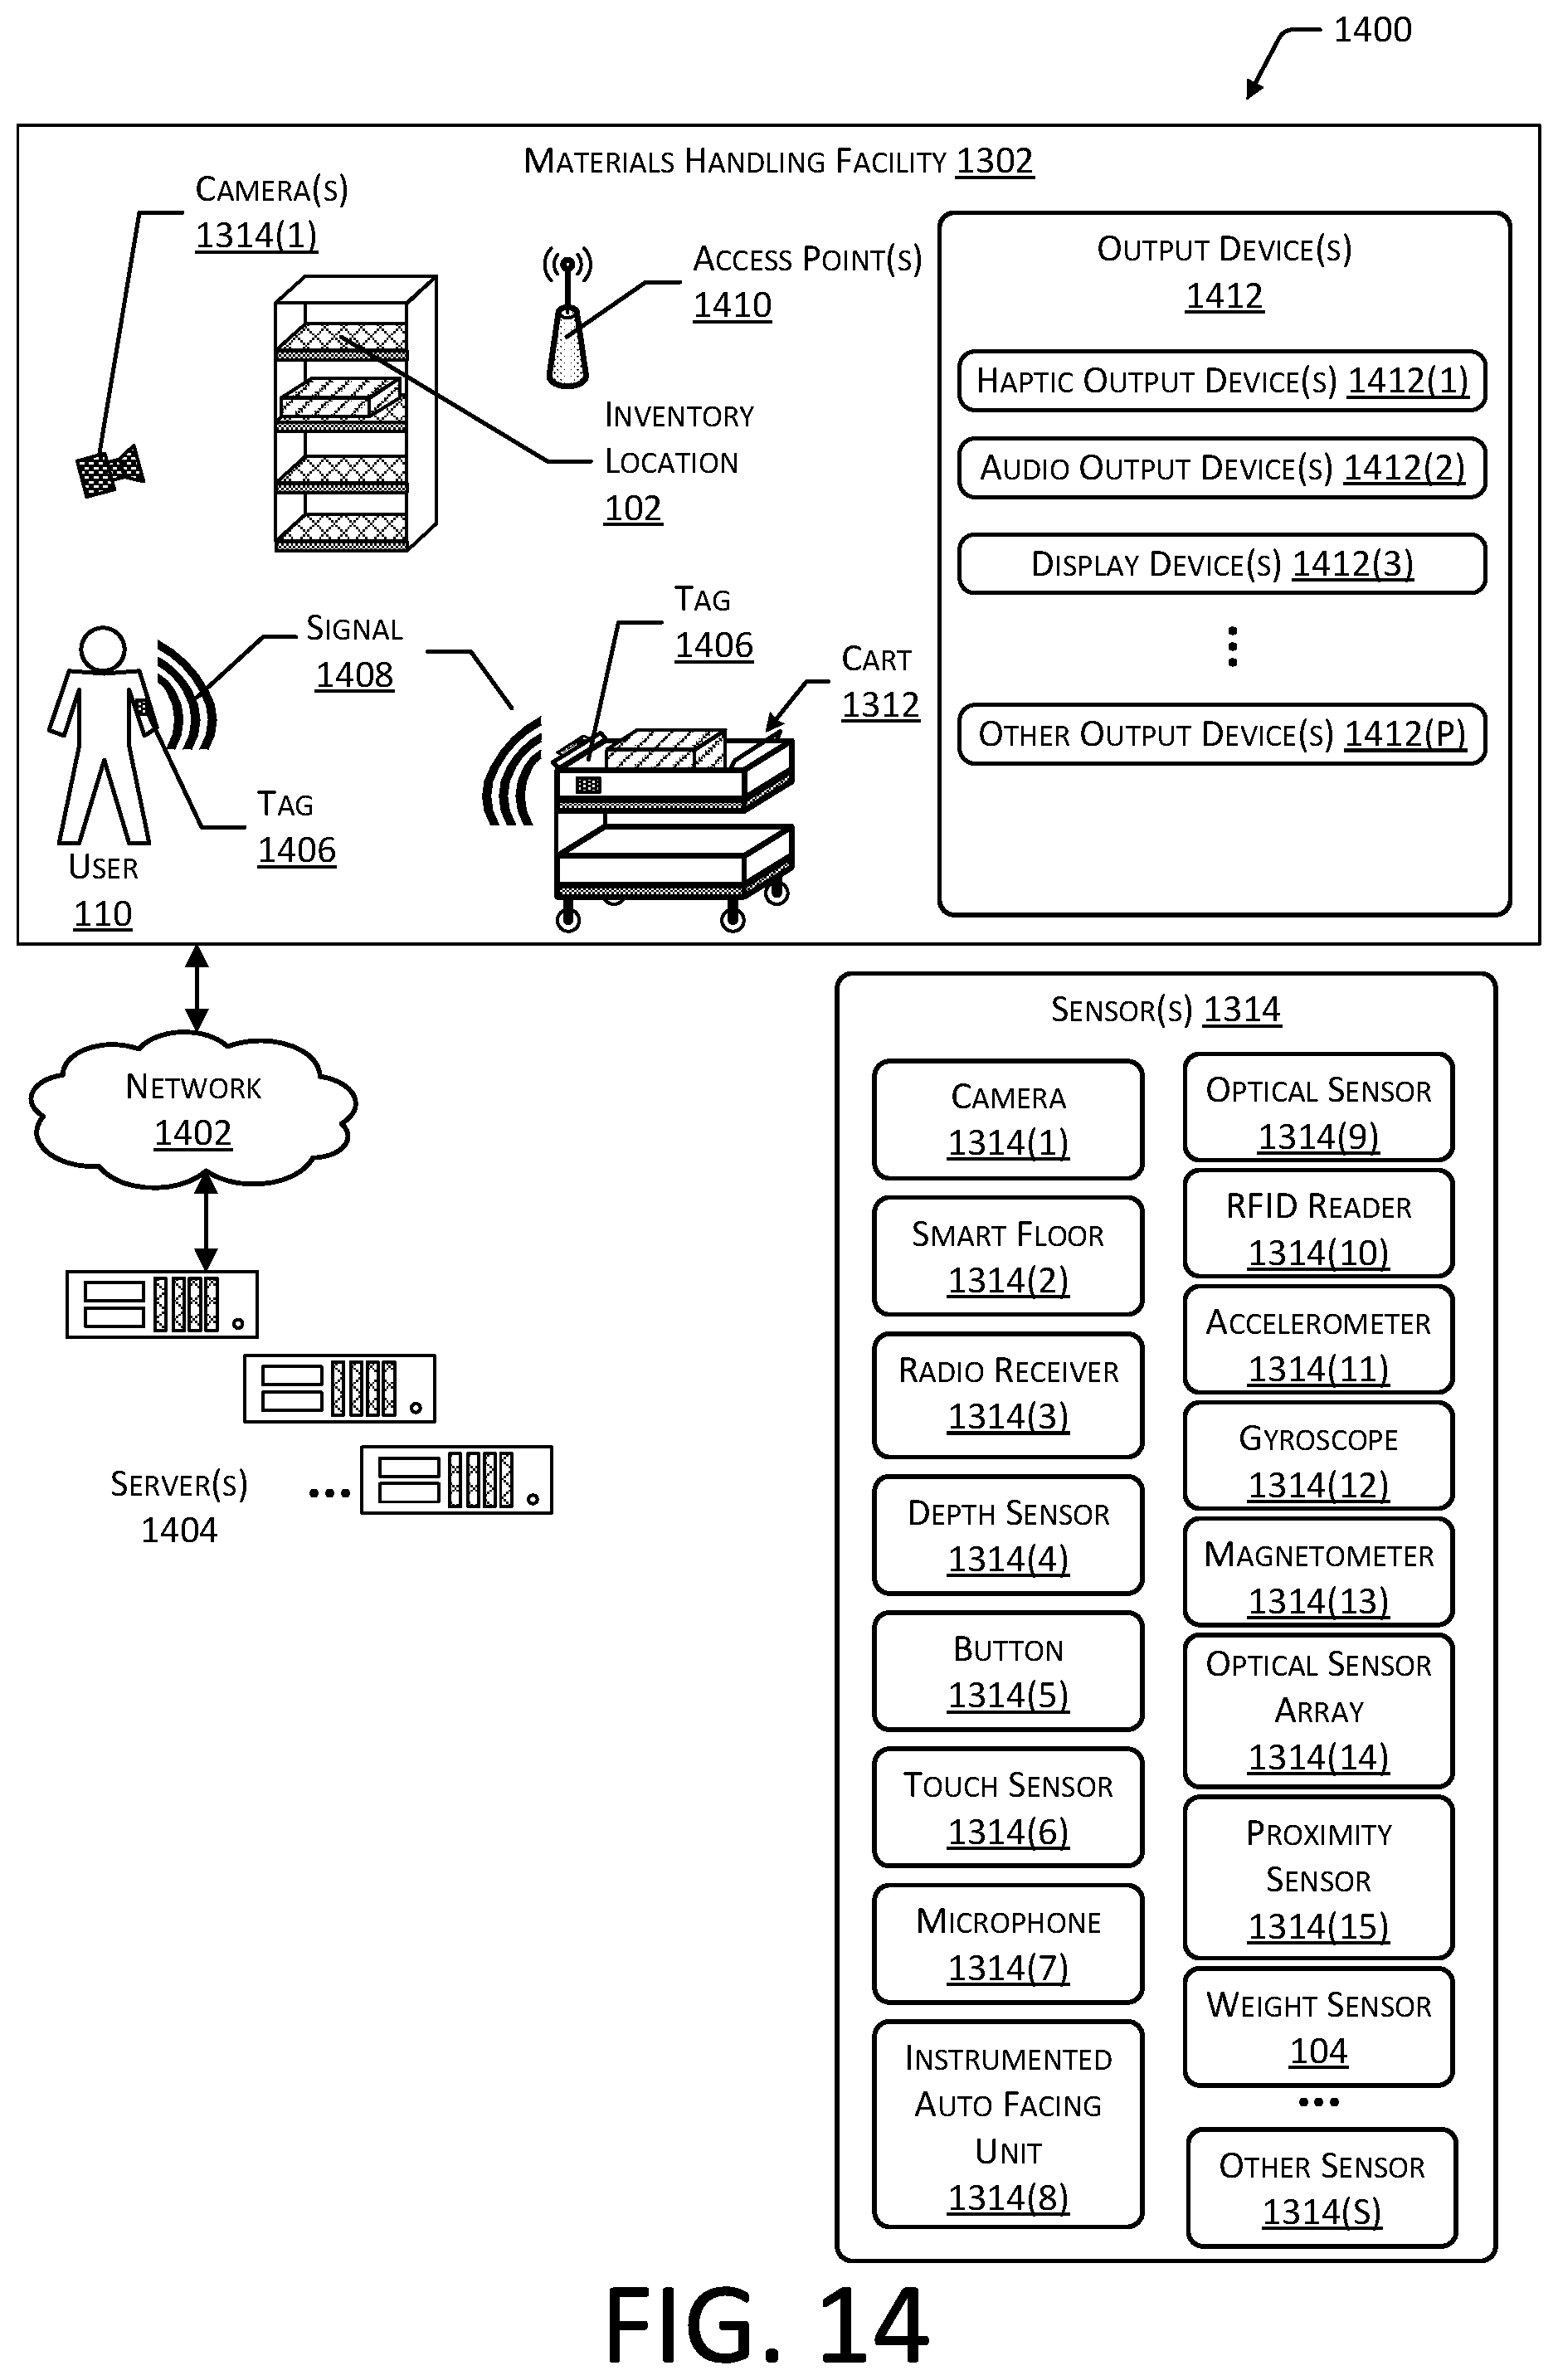 1400
MATERIALS HANDLING FACILITY 1302
CAMERA(S)
1314(1)
ACCESS POINT(S)
1410
INVENTORY
LOCATION
102
OUTPUT DEVICE(S)
1412
HAPTIC OUTPUT DEVICE(S) 1412(1)
AUDIO OUTPUT DEVICE(S) 1412(2)
DISPLAY DEVICE(S) 1412(3)
OTHER OUTPUT DEVICE(S) 1412(P)
SIGNAL
1408
TAG
1406
CART
1312
TAG
1406
USER
110
NETWORK
1402
SERVER(S)
1404
SENSOR(S) 1314
CAMERA
1314(1)
SMART FLOOR
1314(2)
RADIO RECEIVER
1314(3)
DEPTH SENSOR
1314(4)
BUTTON
1314(5)
TOUCH SENSOR
1314(6)
MICROPHONE
1314(7)
INSTRUMENTED
AUTO FACING
UNIT
1314(8)
OPTICAL SENSOR
1314(9)
RFID READER
1314(10)
ACCELEROMETER
1314(11)
GYROSCOPE
1314(12)
MAGNETOMETER
1314(13)
OPTICAL SENSOR
ARRAY
1314(14)
PROXIMITY
SENSOR
1314(15)
WEIGHT SENSOR
104
OTHER SENSOR
1314(S)
FIG. 14